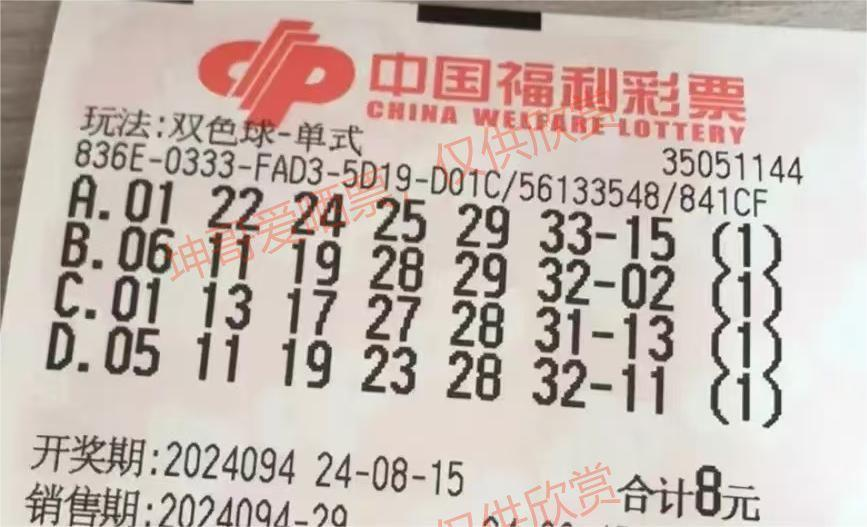 中国福利彩票
CHINA WELFARE LOTTERY
玩法:双色球-单式
35051144
836E-0333-FAD3-5D19-D01C/56133548/841CF
A.01 22 24 25 29 33-15 (1)
B.06 11 19 28 29 32-02 (1)
C.01 13 17 27 28 31-13 (1)
D.05 11 19 23 28 32-11 (1)
坤哥爱晒票，仅供欣赏
开奖期:2024094 24-08-15
合计8元
销售期:2024094-29
仅供欣赏